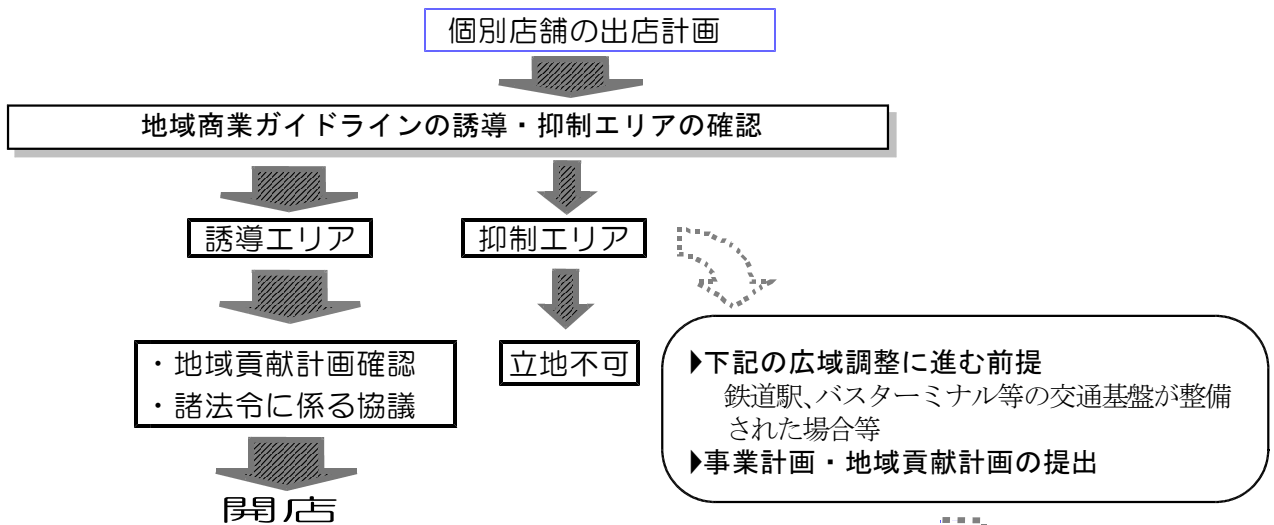 個別店舗の出店計画
地域商業ガイドラインの誘導・抑制エリアの確認
誘導エリア
抑制エリア
・地域貢献計画確認
・諸法令に係る協議
立地不可
下記の広域調整に進む前提
鉄道駅、バスターミナル等の交通基盤が整備
された場合等
事業計画・地域貢献計画の提出
開店